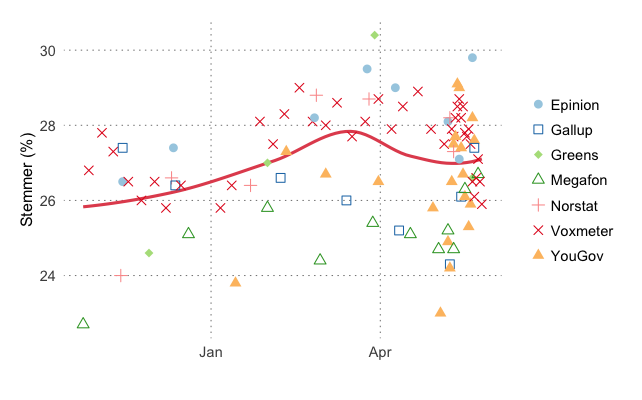 30
28
26
24
Stemmer (%)
Jan
Apr
Epinion
Gallup
Greens
Megafon
Norstat
Voxmeter
YouGov